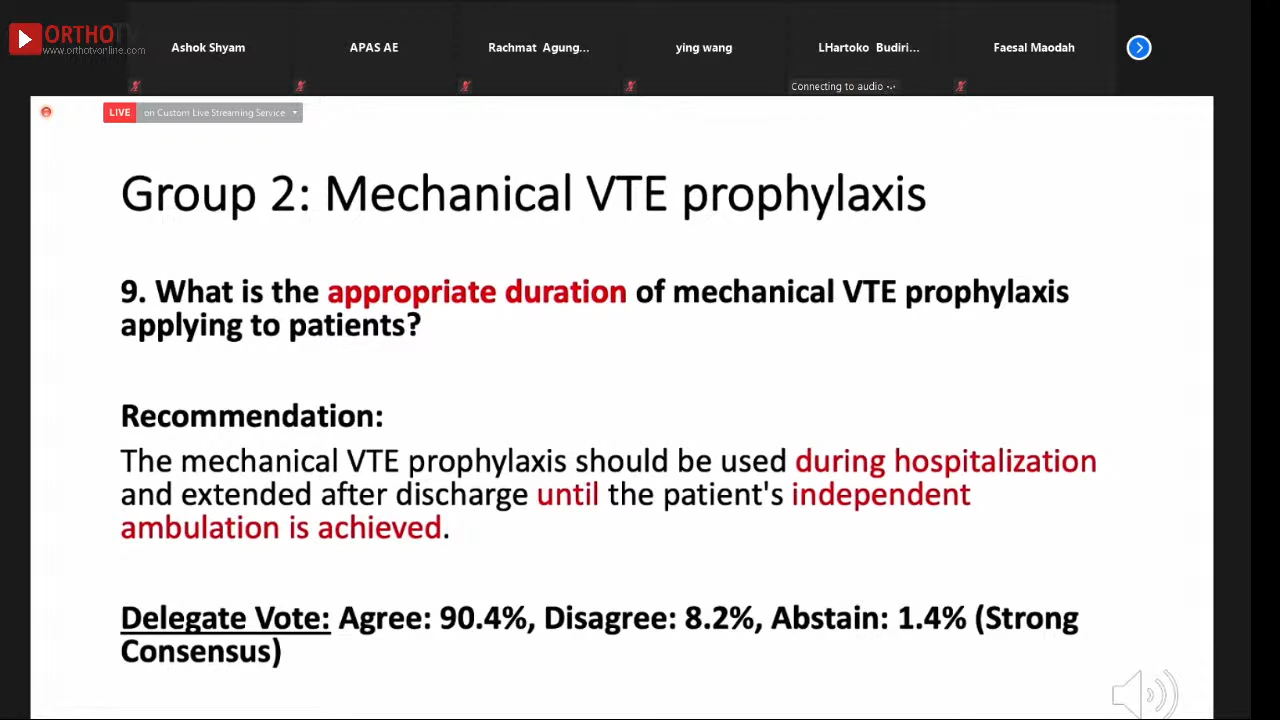 ORTHOTV
www.orthotvonline.com
Ashok Shyam
APAS AE
Rachmat Agung...
ying wang
LHartoko Budiri...
Faesal Maodah
Connecting to audio
LIVE
on Custom Live Streaming Service
Group 2: Mechanical VTE prophylaxis
9. What is the appropriate duration of mechanical VTE prophylaxis
applying to patients?
Recommendation:
The mechanical VTE prophylaxis should be used during hospitalization
and extended after discharge until the patient's independent
ambulation is achieved.
Delegate Vote: Agree: 90.4%, Disagree: 8.2%, Abstain: 1.4% (Strong
Consensus)